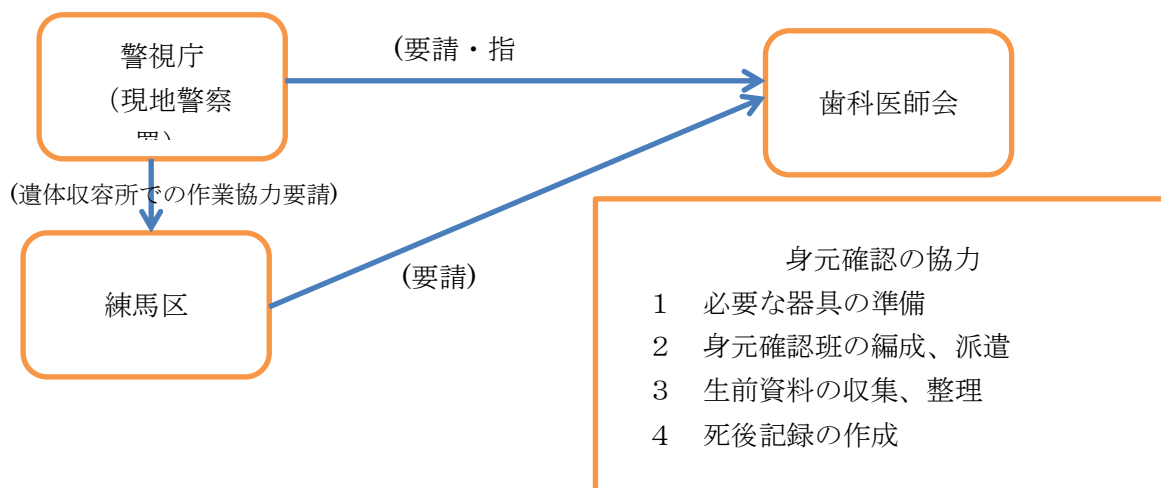 警視庁
（現地警察
(要請・指
歯科医師会
(遺体収容所での作業協力要請)
練馬区
(要請)
身元確認の協力
１　必要な器具の準備
２　身元確認班の編成、派遣
３　生前資料の収集、整理
４　死後記録の作成